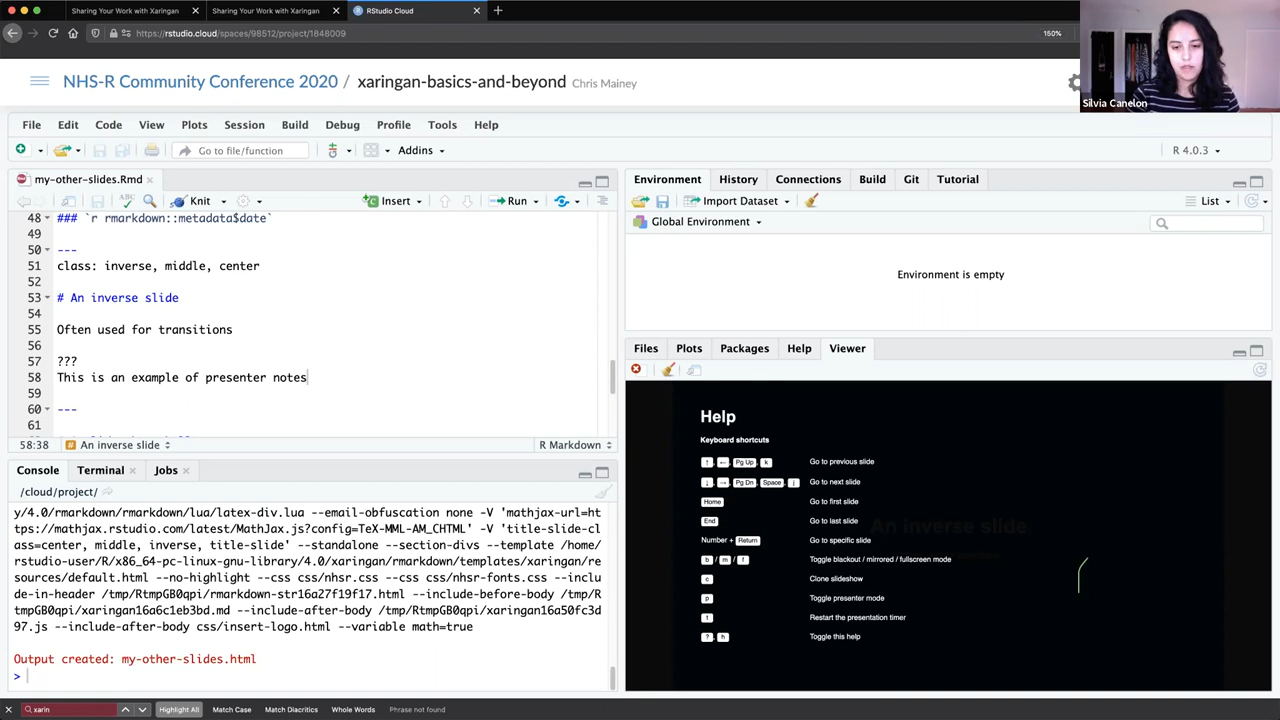 Sharing Your Work with Xaringan
Sharing Your Work with Xaringan
RStudio Cloud
https://rstudio.cloud/spaces/98512/project/1848009
150%
Silvia Canelon
NHS-R Community Conference 2020 / xaringan-basics-and-beyond Chris Mainey
File Edit Code View Plots Session Build Debug Profile Tools Help
Go to file/function Addins R 4.0.3
my-other-slides.Rmd
Knit Insert Run
48 ### `r rmarkdown::metadata$date`
49
50 ---
51 class: inverse, middle, center
52
53 # An inverse slide
54
55 Often used for transitions
56
57 ???
58 This is an example of presenter notes
59
60 ---
61
58:38 An inverse slide R Markdown
Console Terminal Jobs
/cloud/project/
y/4.0/rmarkdown/rmarkdown/lua/latex-div.lua --email-obfuscation none -V 'mathjax-url=ht
tps://mathjax.rstudio.com/latest/MathJax.js?config=TeX-MML-AM_CHTML' -V 'title-slide-cl
ass=center, middle, inverse, title-slide' --standalone --section-divs --template /home/
rstudio-user/R/x86_64-pc-linux-gnu-library/4.0/xaringan/rmarkdown/templates/xaringan/re
sources/default.html --no-highlight --css css/nhsr.css --css css/nhsr-fonts.css --inclu
de-in-header /tmp/RtmpGB0qpi/rmarkdown-str16a27f19f17.html --include-before-body /tmp/R
tmpGB0qpi/xaringan16a6c1eb3bd.md --include-after-body /tmp/RtmpGB0qpi/xaringan16a50fc3d
97.js --include-after-body css/insert-logo.html --variable math=true
Output created: my-other-slides.html
>
Environment History Connections Build Git Tutorial
Import Dataset List
Global Environment
Environment is empty
Files Plots Packages Help Viewer
Help
Keyboard shortcuts
↑, ←, Pg Up, k Go to previous slide
↓, →, Pg Dn, Space, j Go to next slide
Home Go to first slide
End Go to last slide
Number + Return Go to specific slide
b / m / f Toggle blackout / mirrored / fullscreen mode
c Clone slideshow
p Toggle presenter mode
t Restart the presentation timer
?, h Toggle this help
An inverse slide
xarin Highlight All Match Case Match Diacritics Whole Words Phrase not found